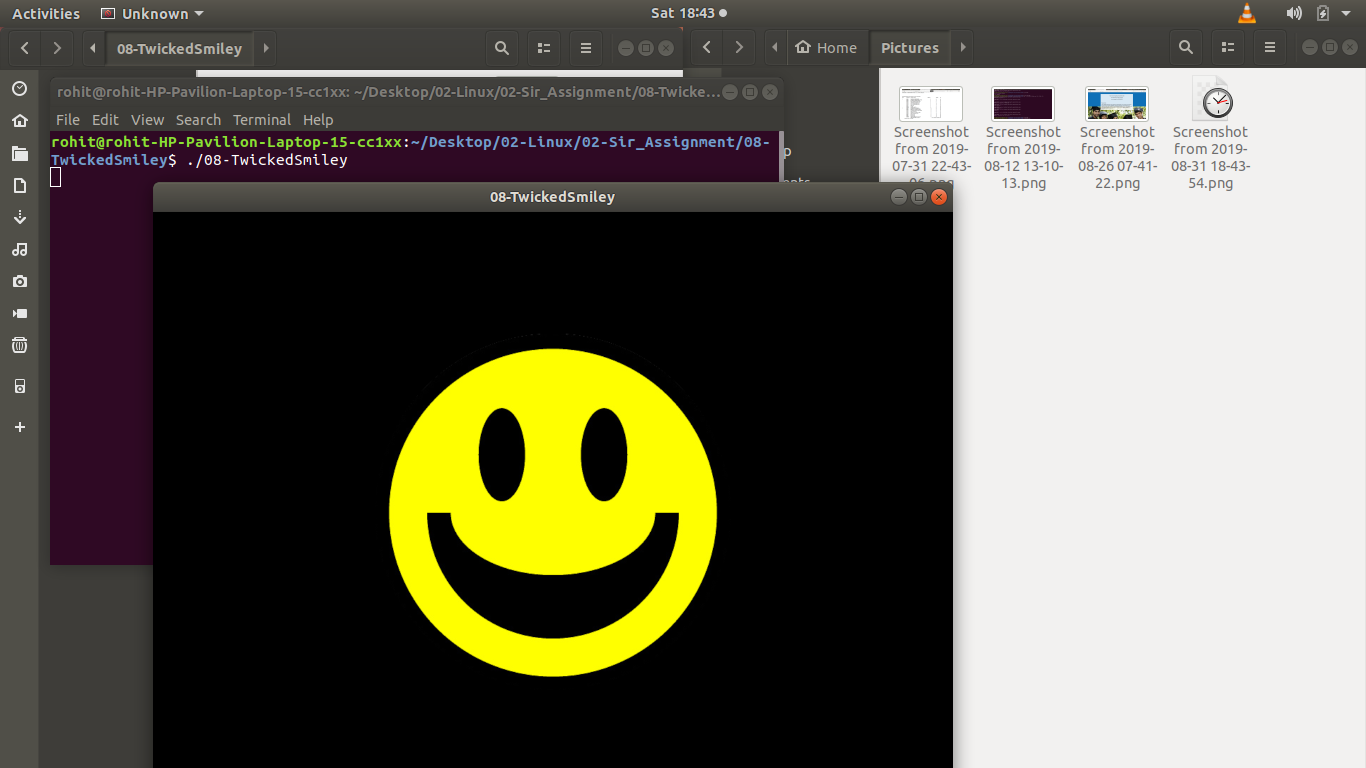 Activities Unknown Sat 18:43
08-TwickedSmiley
Home Pictures
rohit@rohit-HP-Pavilion-Laptop-15-cc1xx: ~/Desktop/02-Linux/02-Sir_Assignment/08-Twicke...
File Edit View Search Terminal Help
rohit@rohit-HP-Pavilion-Laptop-15-cc1xx:~/Desktop/02-Linux/02-Sir_Assignment/08-
TwickedSmiley$ ./08-TwickedSmiley
08-TwickedSmiley
Screenshot
from 2019-
07-31 22-43-
Screenshot
from 2019-
08-12 13-10-
13.png
Screenshot
from 2019-
08-26 07-41-
22.png
Screenshot
from 2019-
08-31 18-43-
54.png